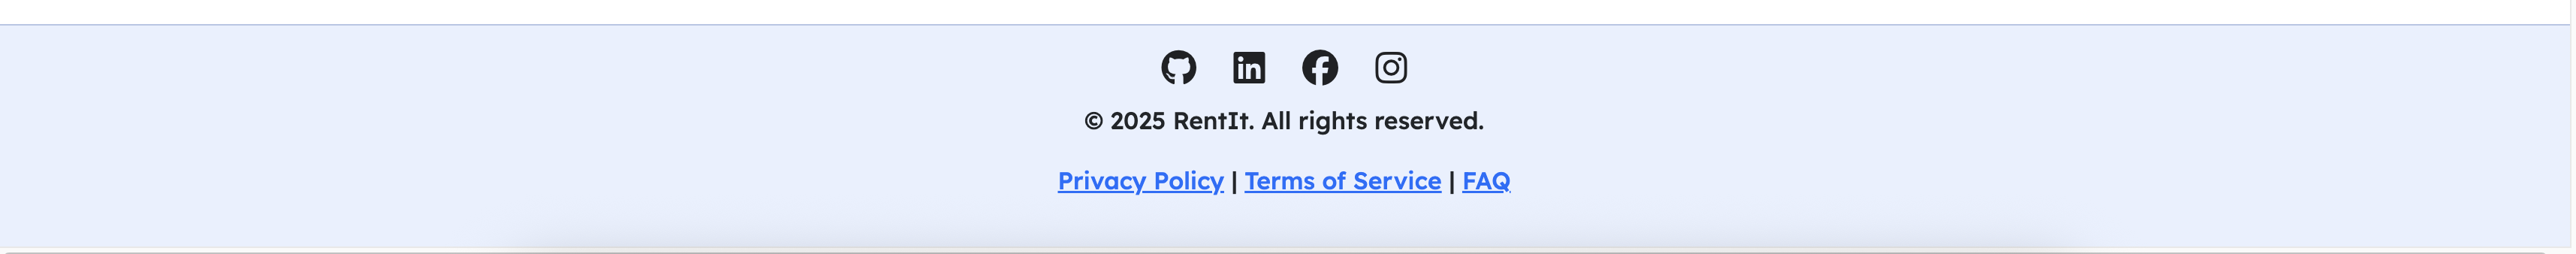 © 2025 RentIt. All rights reserved.
Privacy Policy | Terms of Service | FAQ